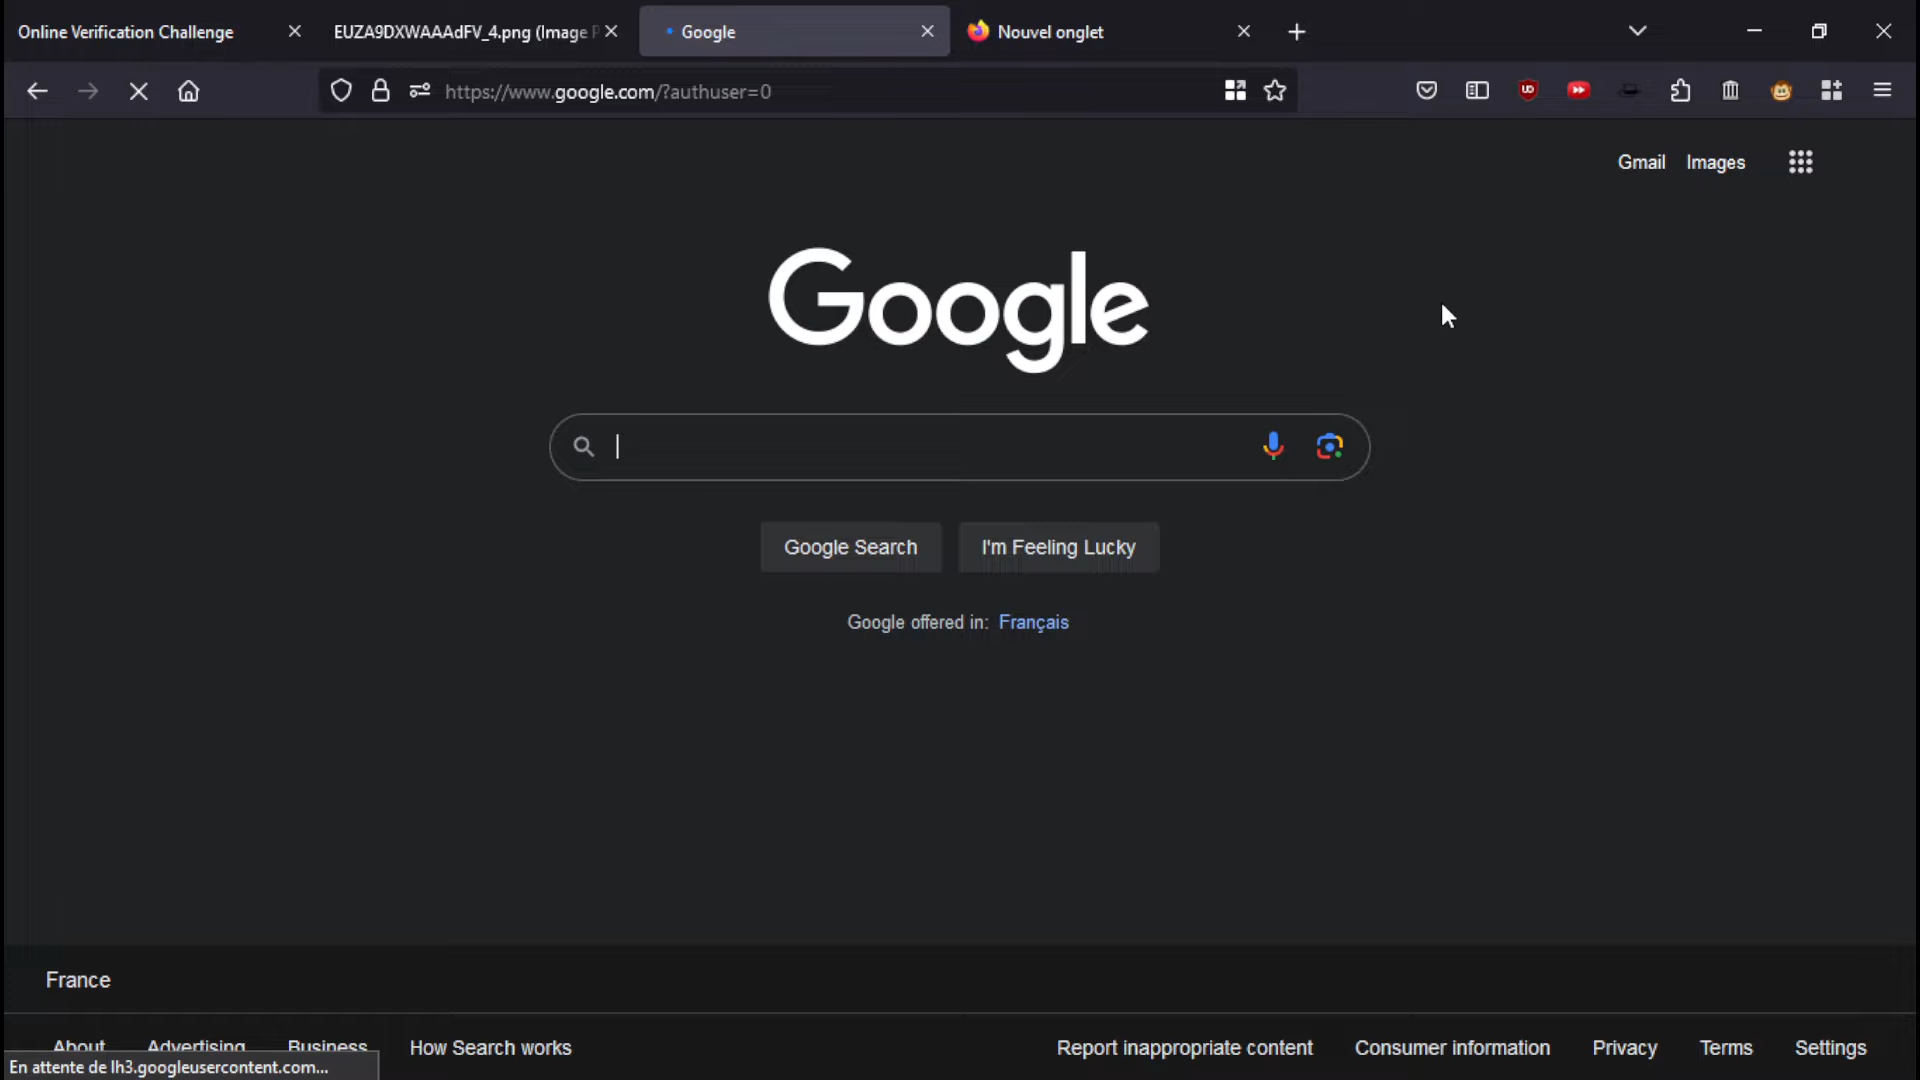 Online Verification Challenge
EUZA9DXWAAAdFV_4.png (Image P
Google
Nouvel onglet
https://www.google.com/?authuser=0
UD
Gmail Images
Google
Google Search
I'm Feeling Lucky
Google offered in: Français
France
About Advertising Business How Search works
Report inappropriate content Consumer information Privacy Terms Settings
En attente de lh3.googleusercontent.com...